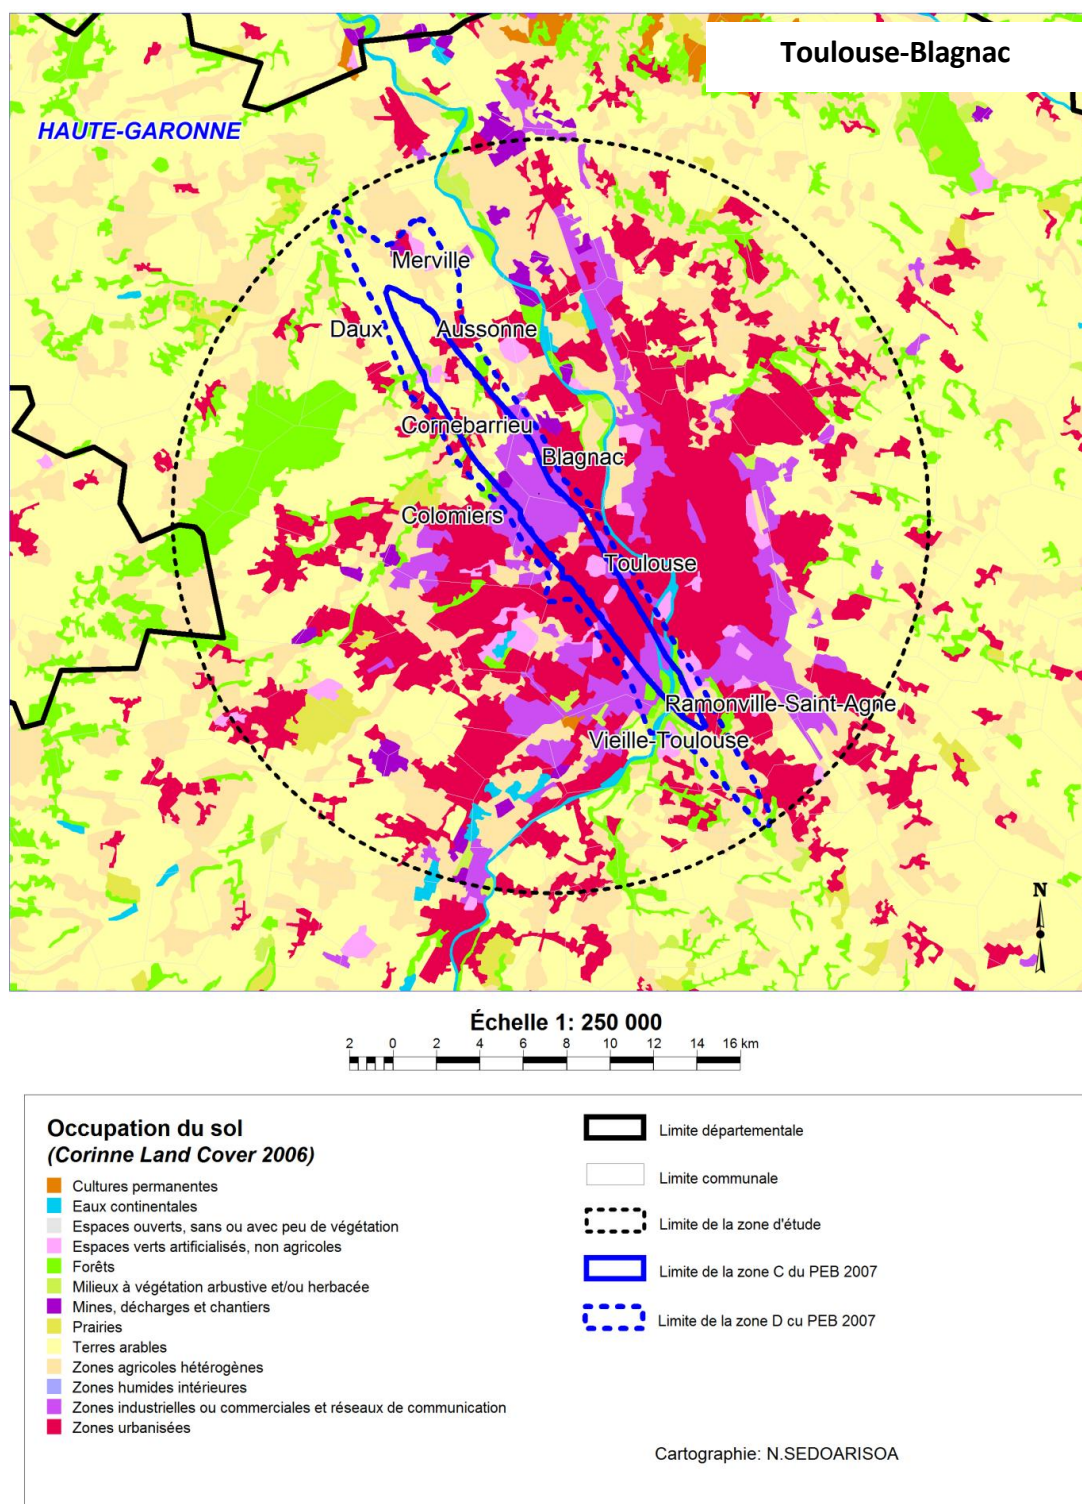 Toulouse-Blagnac
HAUTE-GARONNE
Merville
Daux
Aussonne
Cornebarrieu
Blagnac
Colomiers
Toulouse
Ramonville-Saint-Agne
Vieille-Toulouse
N
Échelle 1: 250 000
2 0 2 4 6 8 10 12 14 16 km
Occupation du sol
(Corinne Land Cover 2006)
Cultures permanentes
Eaux continentales
Espaces ouverts, sans ou avec peu de végétation
Espaces verts artificialisés, non agricoles
Forêts
Milieux à végétation arbustive et/ou herbacée
Mines, décharges et chantiers
Prairies
Terres arables
Zones agricoles hétérogènes
Zones humides intérieures
Zones industrielles ou commerciales et réseaux de communication
Zones urbanisées
Limite départementale
Limite communale
Limite de la zone d'étude
Limite de la zone C du PEB 2007
Limite de la zone D cu PEB 2007
Cartographie: N.SEDOARISOA